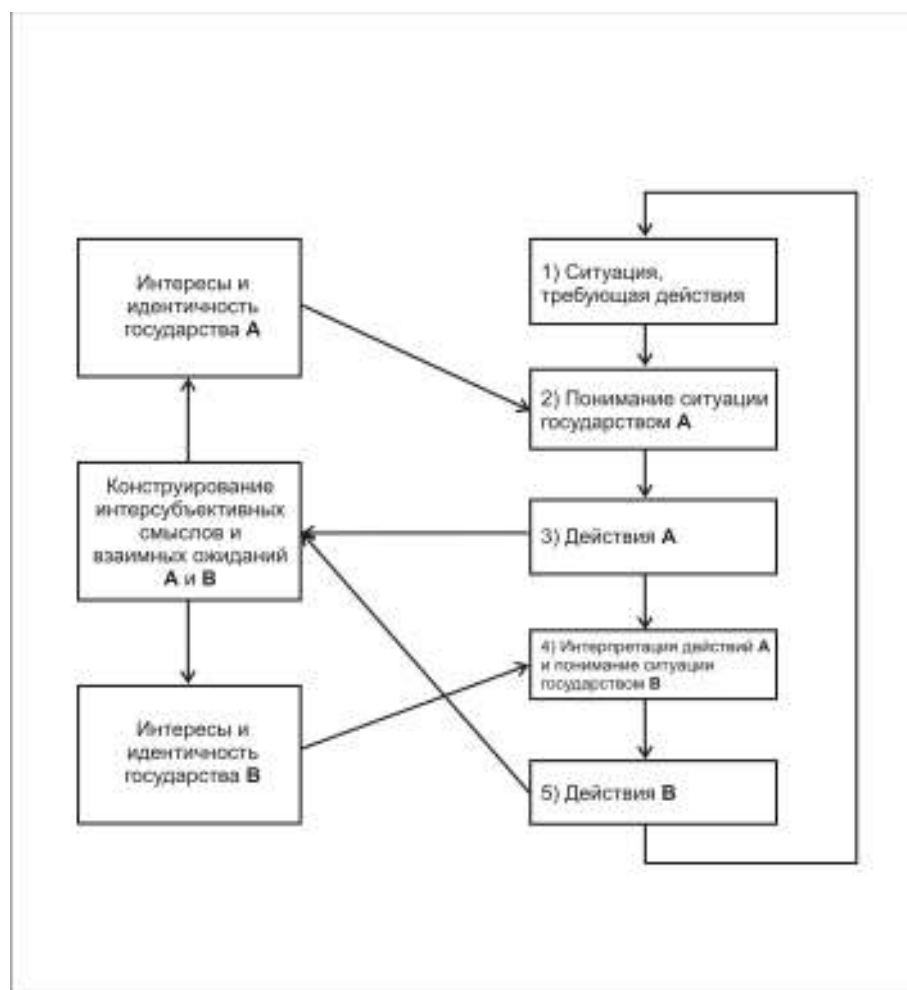 Интересы и
идентичность
государства А
Конструирование
интерсубъективных
смыслов и
взаимных ожиданий
А и В
Интересы и
идентичность
государства В
1) Ситуация,
требующая действия
2) Понимание ситуации
государством А
3) Действия А
4) Интерпретация действий А
и понимание ситуации
государством В
5) Действия В